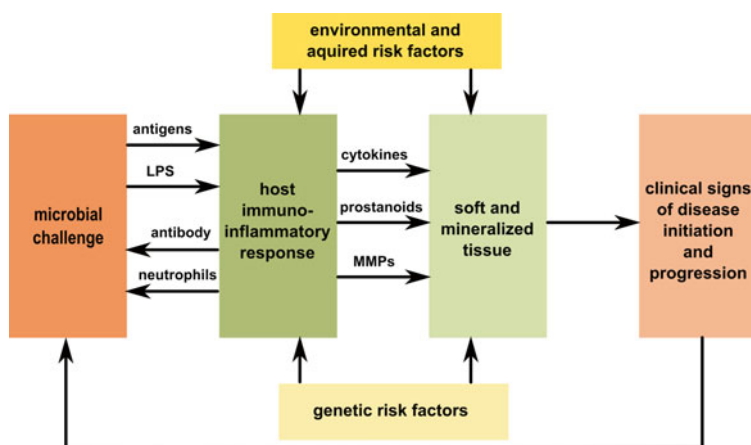 environmental and
aquired risk factors
antigens
LPS
antibody
neutrophils
microbial
challenge
host
immuno-
inflammatory
response
cytokines
prostanoids
MMPs
soft and
mineralized
tissue
clinical signs
of disease
initiation
and
progression
genetic risk factors